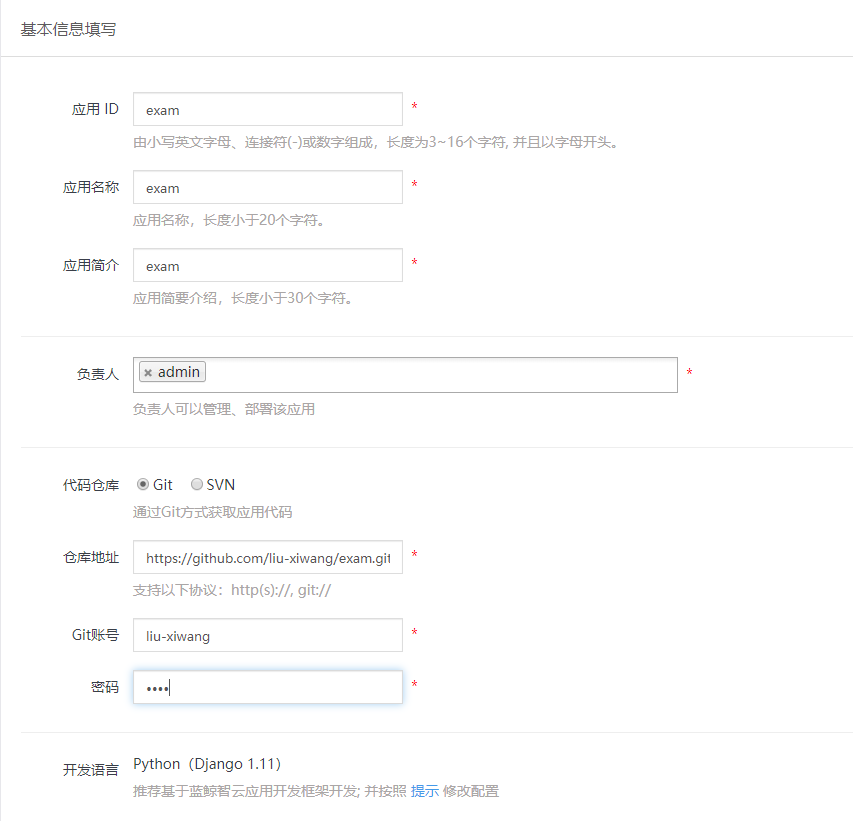 基本信息填写
应用 ID exam *
由小写英文字母、连接符(-)或数字组成，长度为3~16个字符, 并且以字母开头。
应用名称 exam *
应用名称，长度小于20个字符。
应用简介 exam *
应用简要介绍，长度小于30个字符。
负责人 × admin *
负责人可以管理、部署该应用
代码仓库 Git SVN
通过Git方式获取应用代码
仓库地址 https://github.com/liu-xiwang/exam.git *
支持以下协议：http(s)://, git://
Git账号 liu-xiwang *
密码 •••• *
开发语言 Python（Django 1.11）
推荐基于蓝鲸智云应用开发框架开发; 并按照 提示 修改配置